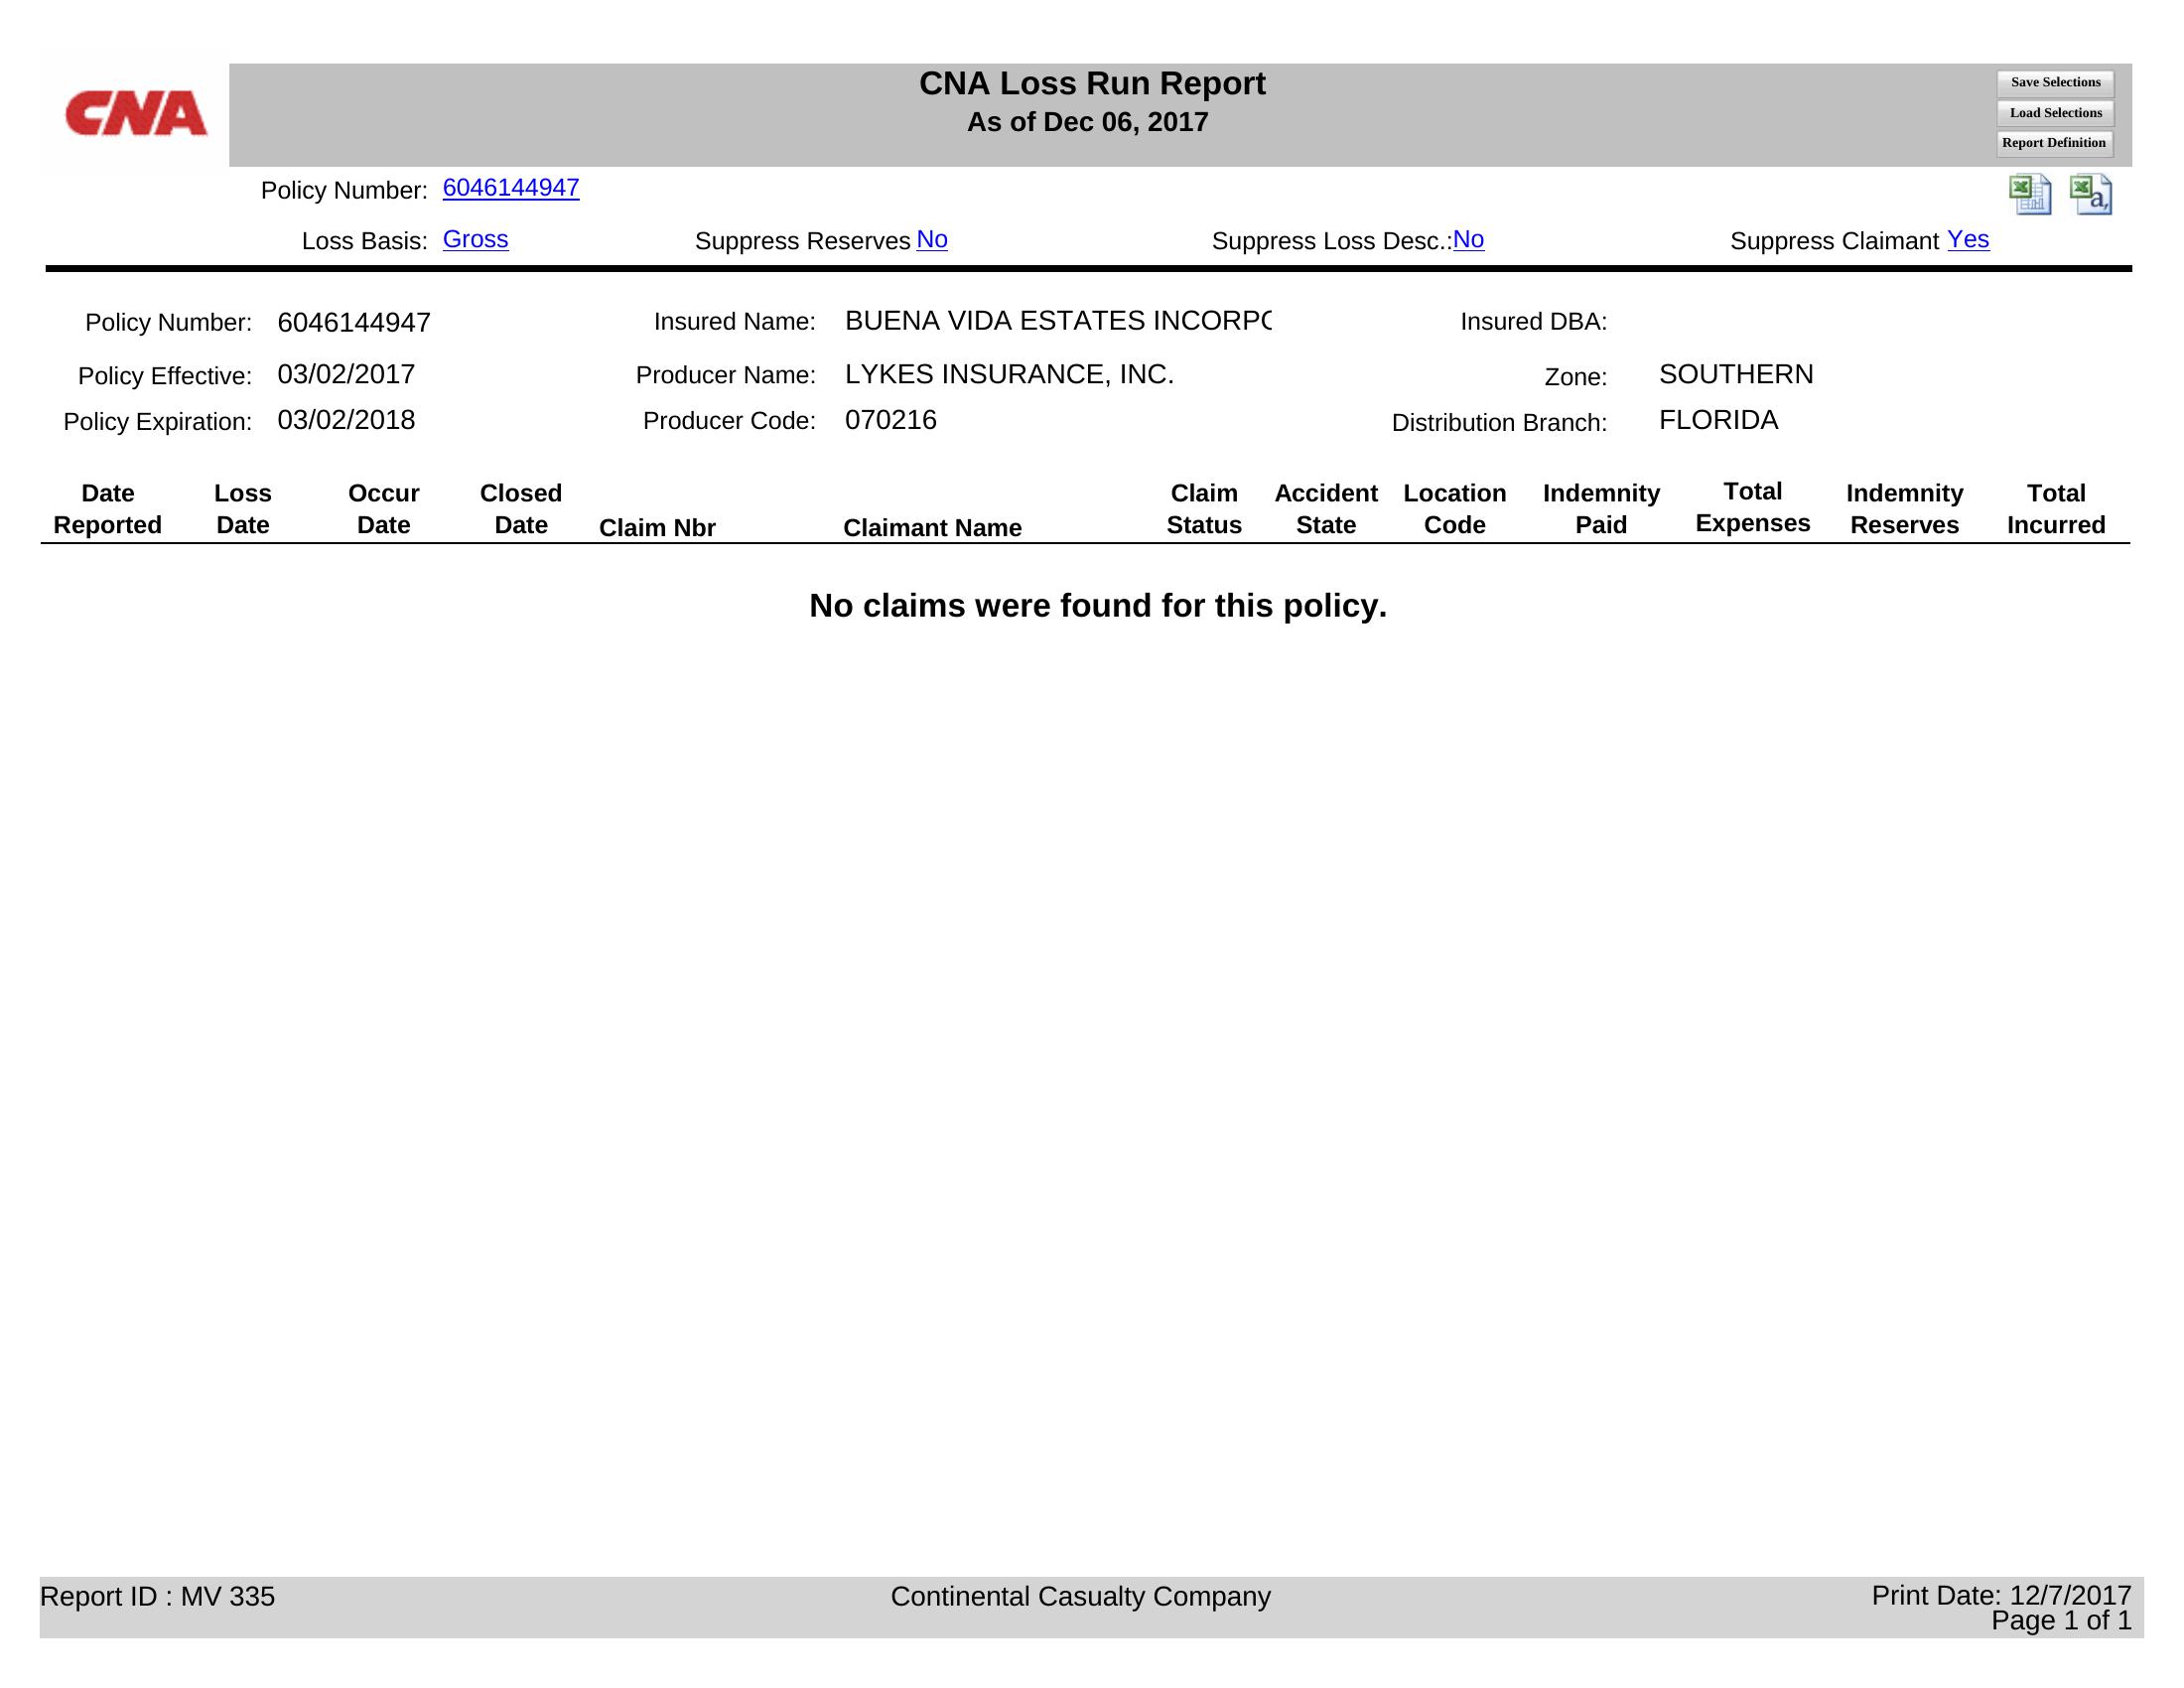 CNA
CNA Loss Run Report
As of Dec 06, 2017
Save Selections
Load Selections
Report Definition
Policy Number: 6046144947
Loss Basis: Gross Suppress Reserves No Suppress Loss Desc.:No Suppress Claimant Yes
Policy Number: 6046144947 Insured Name: BUENA VIDA ESTATES INCORPO Insured DBA:
Policy Effective: 03/02/2017 Producer Name: LYKES INSURANCE, INC. Zone: SOUTHERN
Policy Expiration: 03/02/2018 Producer Code: 070216 Distribution Branch: FLORIDA
Date Loss Occur Closed Claim Accident Location Indemnity Total Indemnity Total
Reported Date Date Date Claim Nbr Claimant Name Status State Code Paid Expenses Reserves Incurred
No claims were found for this policy.
Report ID : MV 335 Continental Casualty Company Print Date: 12/7/2017
Page 1 of 1